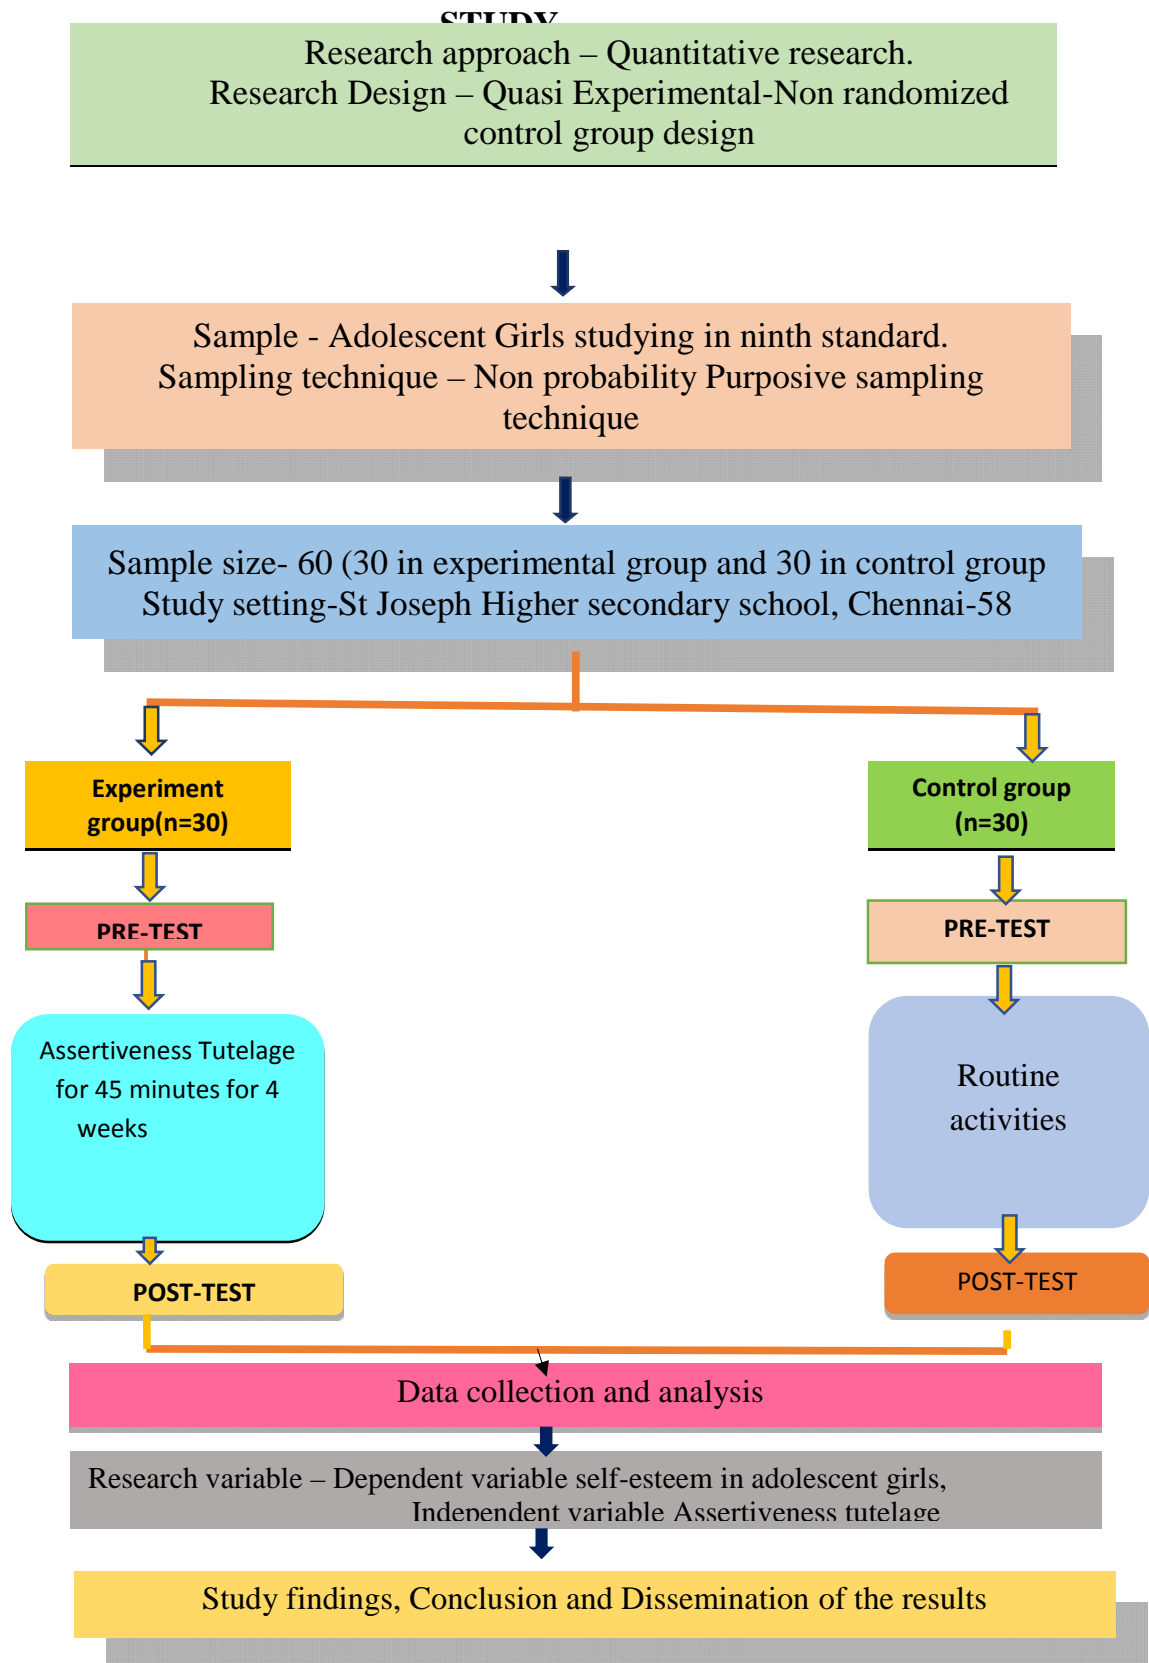 STUDY
Research approach – Quantitative research.
Research Design – Quasi Experimental-Non randomized
control group design
Sample - Adolescent Girls studying in ninth standard.
Sampling technique – Non probability Purposive sampling
technique
Sample size- 60 (30 in experimental group and 30 in control group
Study setting-St Joseph Higher secondary school, Chennai-58
Experiment
group(n=30)
Control group
(n=30)
PRE-TEST
PRE-TEST
Assertiveness Tutelage
for 45 minutes for 4
weeks
Routine
activities
POST-TEST
POST-TEST
Data collection and analysis
Research variable – Dependent variable self-esteem in adolescent girls,
Independent variable Assertiveness tutelage
Study findings, Conclusion and Dissemination of the results